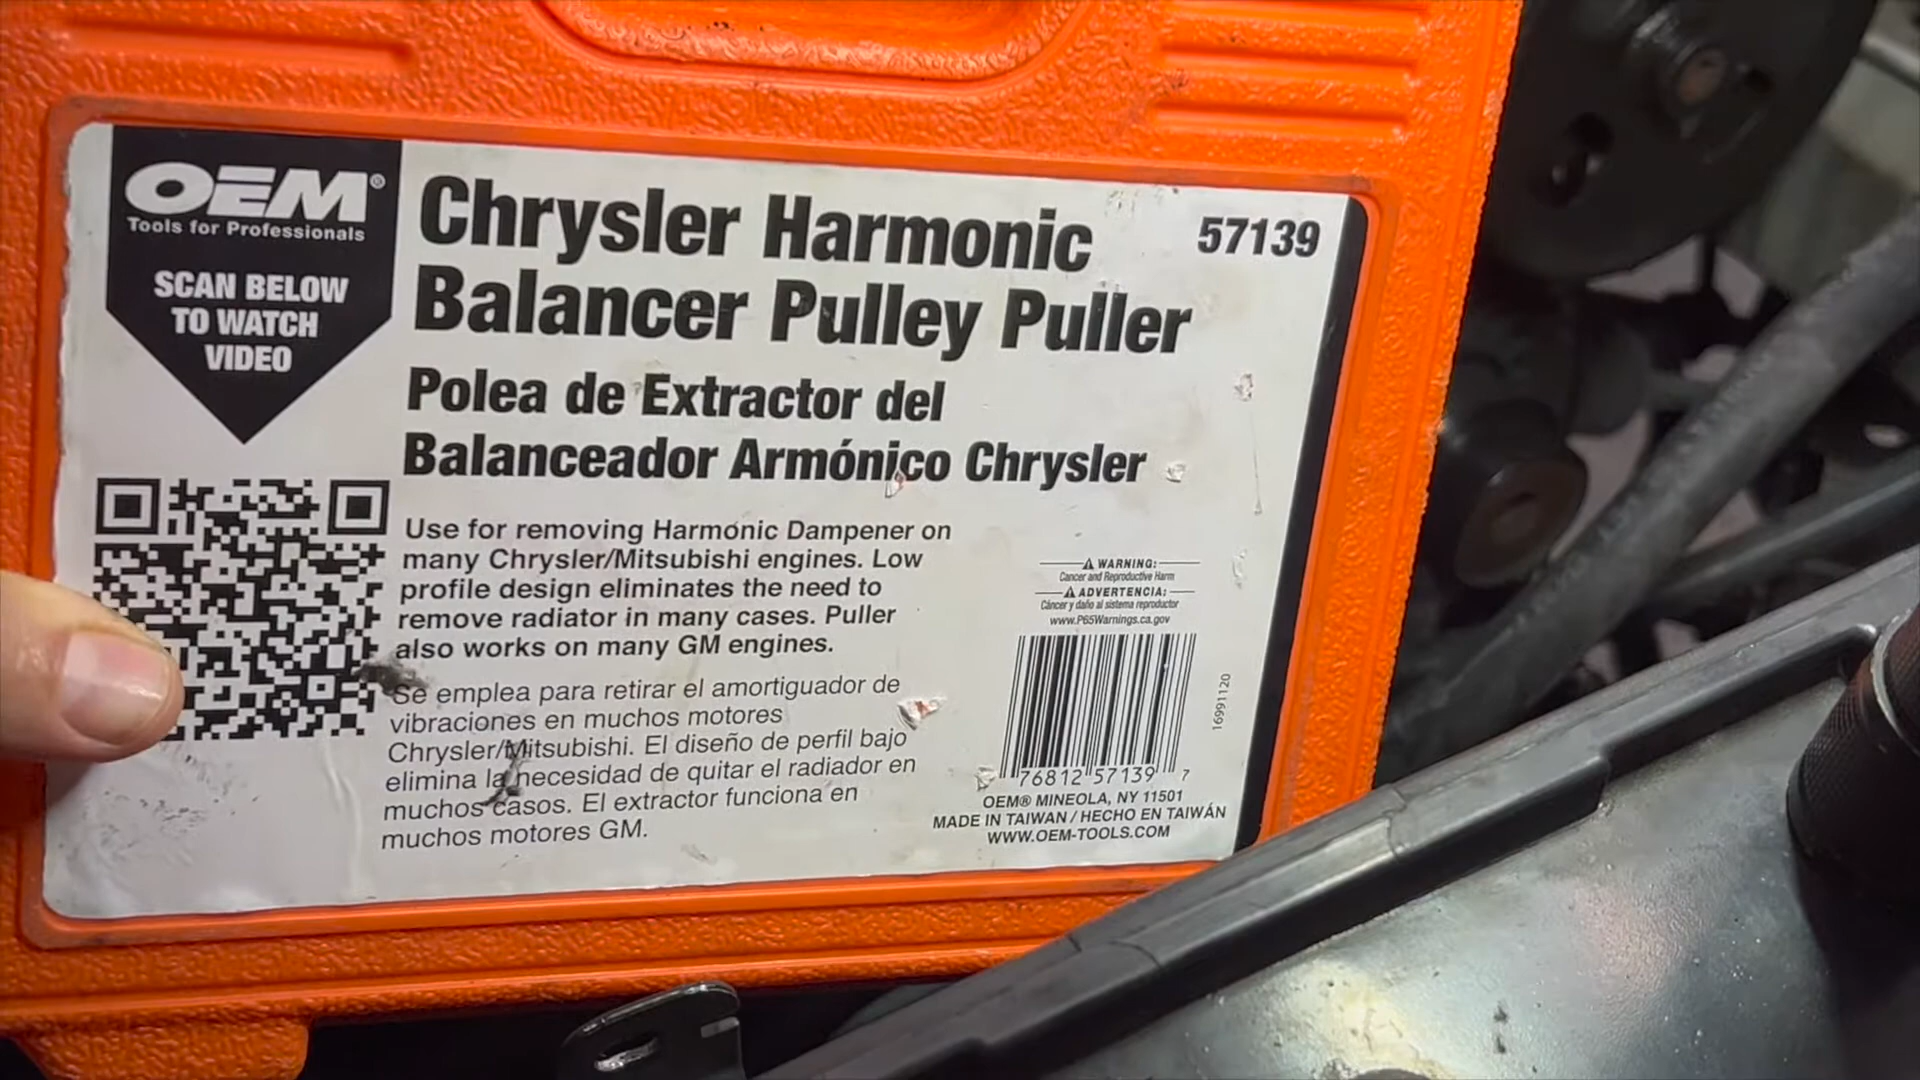 OEM®
Tools for Professionals
SCAN BELOW
TO WATCH
VIDEO
Chrysler Harmonic
Balancer Pulley Puller
57139
Polea de Extractor del
Balanceador Armónico Chrysler
Use for removing Harmonic Dampener on
many Chrysler/Mitsubishi engines. Low
profile design eliminates the need to
remove radiator in many cases. Puller
also works on many GM engines.
Se emplea para retirar el amortiguador de
vibraciones en muchos motores
Chrysler/Mitsubishi. El diseño de perfil bajo
elimina la necesidad de quitar el radiador en
muchos casos. El extractor funciona en
muchos motores GM.
⚠ WARNING:
Cancer and Reproductive Harm
⚠ ADVERTENCIA:
Cáncer y daño al sistema reproductor
www.P65Warnings.ca.gov
76812 57139 7
16991120
OEM® MINEOLA, NY 11501
MADE IN TAIWAN / HECHO EN TAIWÁN
WWW.OEM-TOOLS.COM